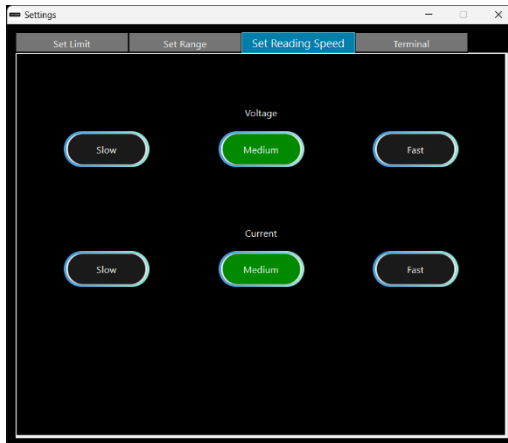 Settings
Set Limit Set Range Set Reading Speed Terminal
Voltage
Slow Medium Fast
Current
Slow Medium Fast